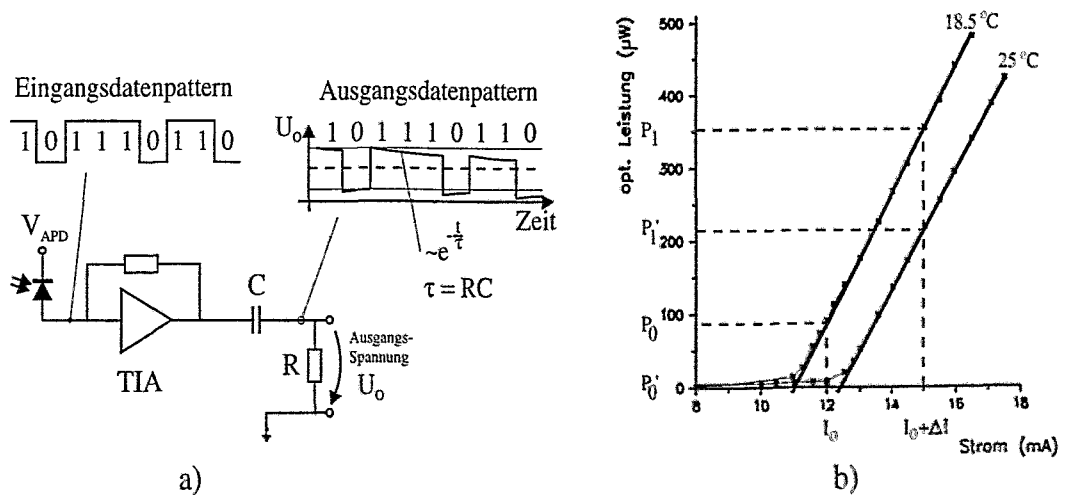 Eingangsdatenpattern
1 0 1 1 1 0 1 1 0
Ausgangsdatenpattern
U₀ 1 0 1 1 1 0 1 1 0
Zeit
~e^(-t/τ)
τ = RC
V_APD
TIA
C
R
Ausgangs-
Spannung
U₀
a)
opt. Leistung (µW)
500
400
300
200
100
0
P₁
P₁'
P₀
P₀'
18.5 °C
25 °C
8
10
12
14
16
18
I₀
I₀+ΔI
Strom (mA)
b)